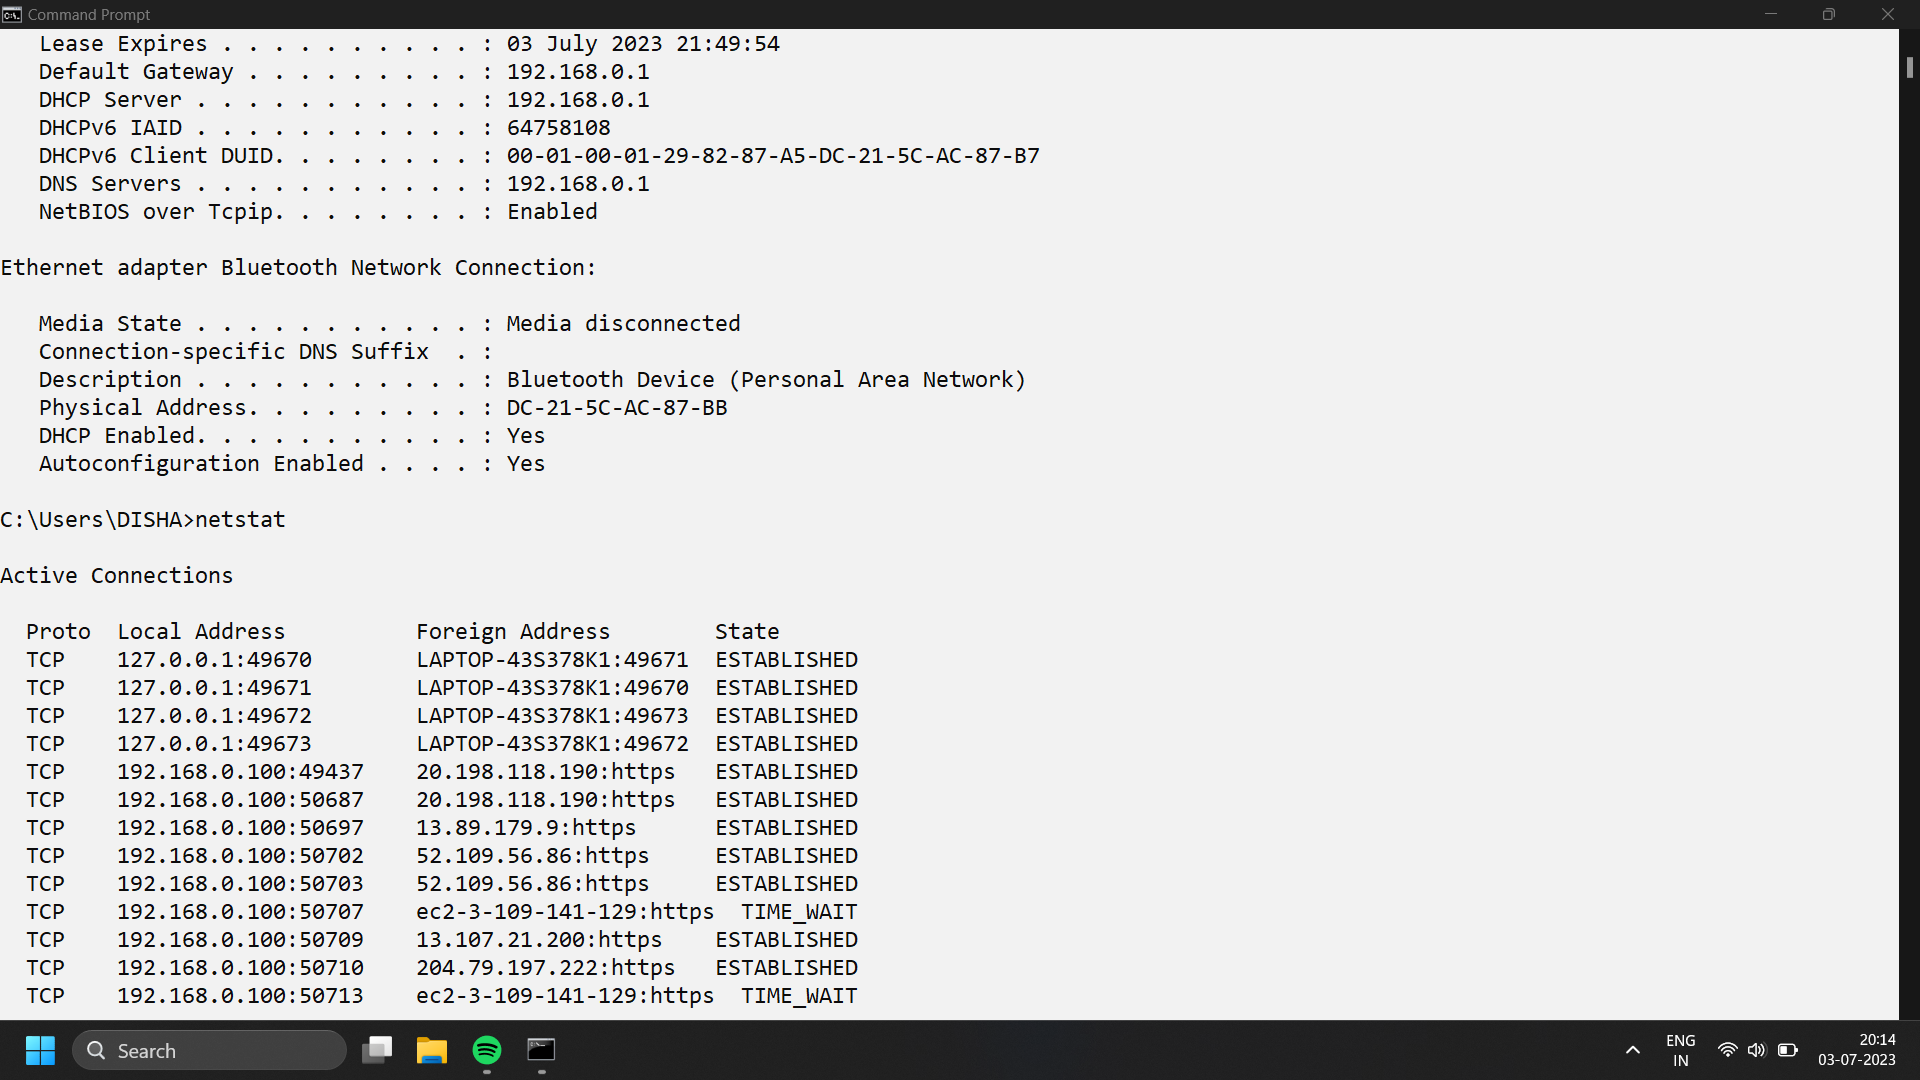 Command Prompt
Lease Expires . . . . . . . . . . : 03 July 2023 21:49:54
Default Gateway . . . . . . . . . : 192.168.0.1
DHCP Server . . . . . . . . . . . : 192.168.0.1
DHCPv6 IAID . . . . . . . . . . . : 64758108
DHCPv6 Client DUID. . . . . . . . : 00-01-00-01-29-82-87-A5-DC-21-5C-AC-87-B7
DNS Servers . . . . . . . . . . . : 192.168.0.1
NetBIOS over Tcpip. . . . . . . . : Enabled
Ethernet adapter Bluetooth Network Connection:
Media State . . . . . . . . . . . : Media disconnected
Connection-specific DNS Suffix  . :
Description . . . . . . . . . . . : Bluetooth Device (Personal Area Network)
Physical Address. . . . . . . . . : DC-21-5C-AC-87-BB
DHCP Enabled. . . . . . . . . . . : Yes
Autoconfiguration Enabled . . . . : Yes
C:\Users\DISHA>netstat
Active Connections
Proto  Local Address          Foreign Address        State
TCP    127.0.0.1:49670        LAPTOP-43S378K1:49671  ESTABLISHED
TCP    127.0.0.1:49671        LAPTOP-43S378K1:49670  ESTABLISHED
TCP    127.0.0.1:49672        LAPTOP-43S378K1:49673  ESTABLISHED
TCP    127.0.0.1:49673        LAPTOP-43S378K1:49672  ESTABLISHED
TCP    192.168.0.100:49437    20.198.118.190:https   ESTABLISHED
TCP    192.168.0.100:50687    20.198.118.190:https   ESTABLISHED
TCP    192.168.0.100:50697    13.89.179.9:https      ESTABLISHED
TCP    192.168.0.100:50702    52.109.56.86:https     ESTABLISHED
TCP    192.168.0.100:50703    52.109.56.86:https     ESTABLISHED
TCP    192.168.0.100:50707    ec2-3-109-141-129:https  TIME_WAIT
TCP    192.168.0.100:50709    13.107.21.200:https    ESTABLISHED
TCP    192.168.0.100:50710    204.79.197.222:https   ESTABLISHED
TCP    192.168.0.100:50713    ec2-3-109-141-129:https  TIME_WAIT
Search
ENG
IN
20:14
03-07-2023